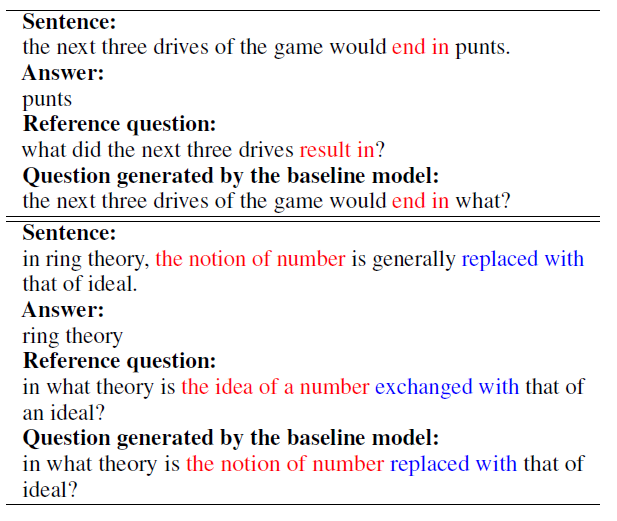 Sentence:
the next three drives of the game would end in punts.
Answer:
punts
Reference question:
what did the next three drives result in?
Question generated by the baseline model:
the next three drives of the game would end in what?
Sentence:
in ring theory, the notion of number is generally replaced with
that of ideal.
Answer:
ring theory
Reference question:
in what theory is the idea of a number exchanged with that of
an ideal?
Question generated by the baseline model:
in what theory is the notion of number replaced with that of
ideal?